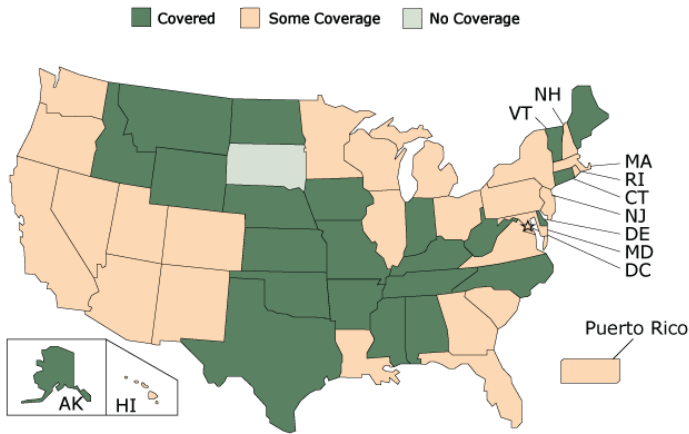 Covered Some Coverage No Coverage
NH
VT
MA
RI
CT
NJ
DE
MD
DC
Puerto Rico
AK
HI